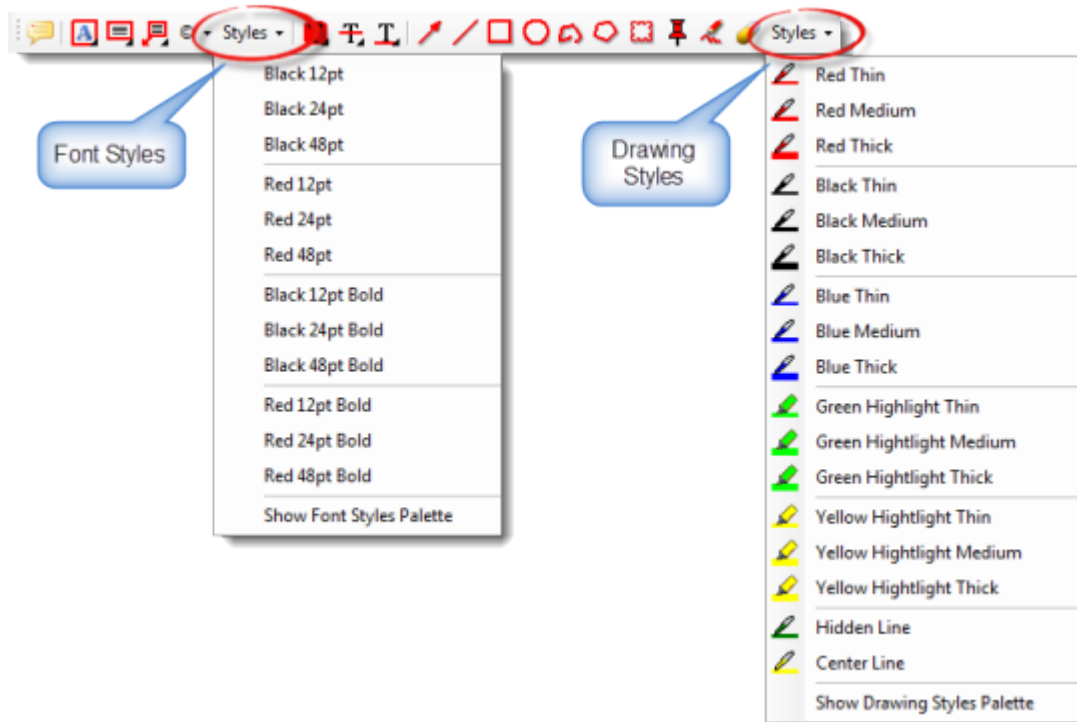 Styles
Styles
Font Styles
Black 12pt
Black 24pt
Black 48pt
Red 12pt
Red 24pt
Red 48pt
Black 12pt Bold
Black 24pt Bold
Black 48pt Bold
Red 12pt Bold
Red 24pt Bold
Red 48pt Bold
Show Font Styles Palette
Drawing
Styles
Red Thin
Red Medium
Red Thick
Black Thin
Black Medium
Black Thick
Blue Thin
Blue Medium
Blue Thick
Green Highlight Thin
Green Hightlight Medium
Green Hightlight Thick
Yellow Hightlight Thin
Yellow Hightlight Medium
Yellow Hightlight Thick
Hidden Line
Center Line
Show Drawing Styles Palette